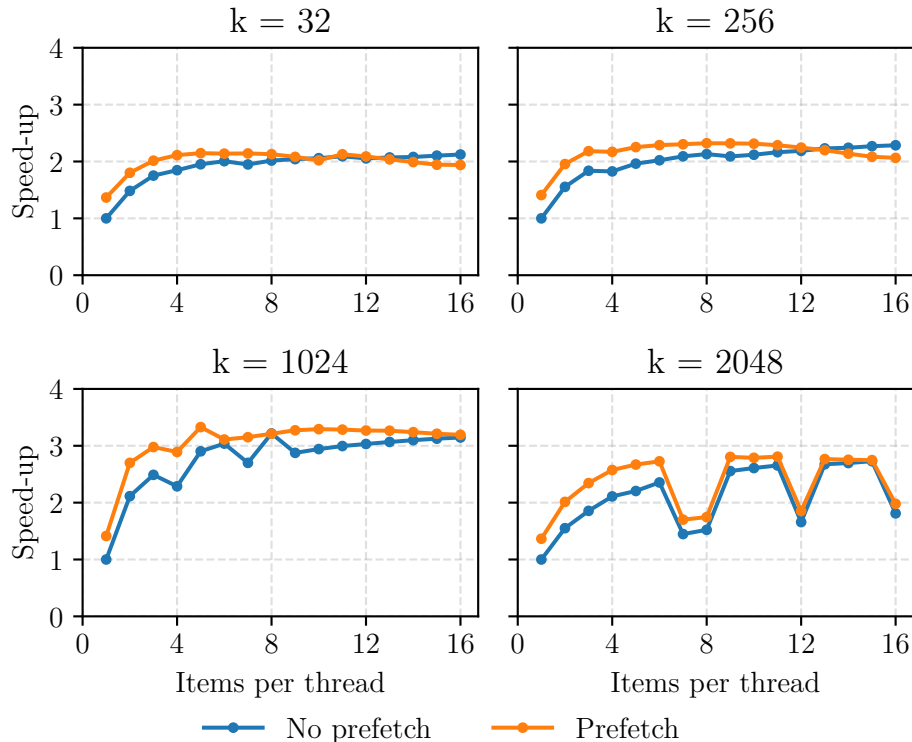 k = 32
k = 256
Speed-up
4
3
2
1
0
0 4 8 12 16
0 4 8 12 16
k = 1024
k = 2048
Speed-up
4
3
2
1
0
0 4 8 12 16
0 4 8 12 16
Items per thread
Items per thread
No prefetch
Prefetch